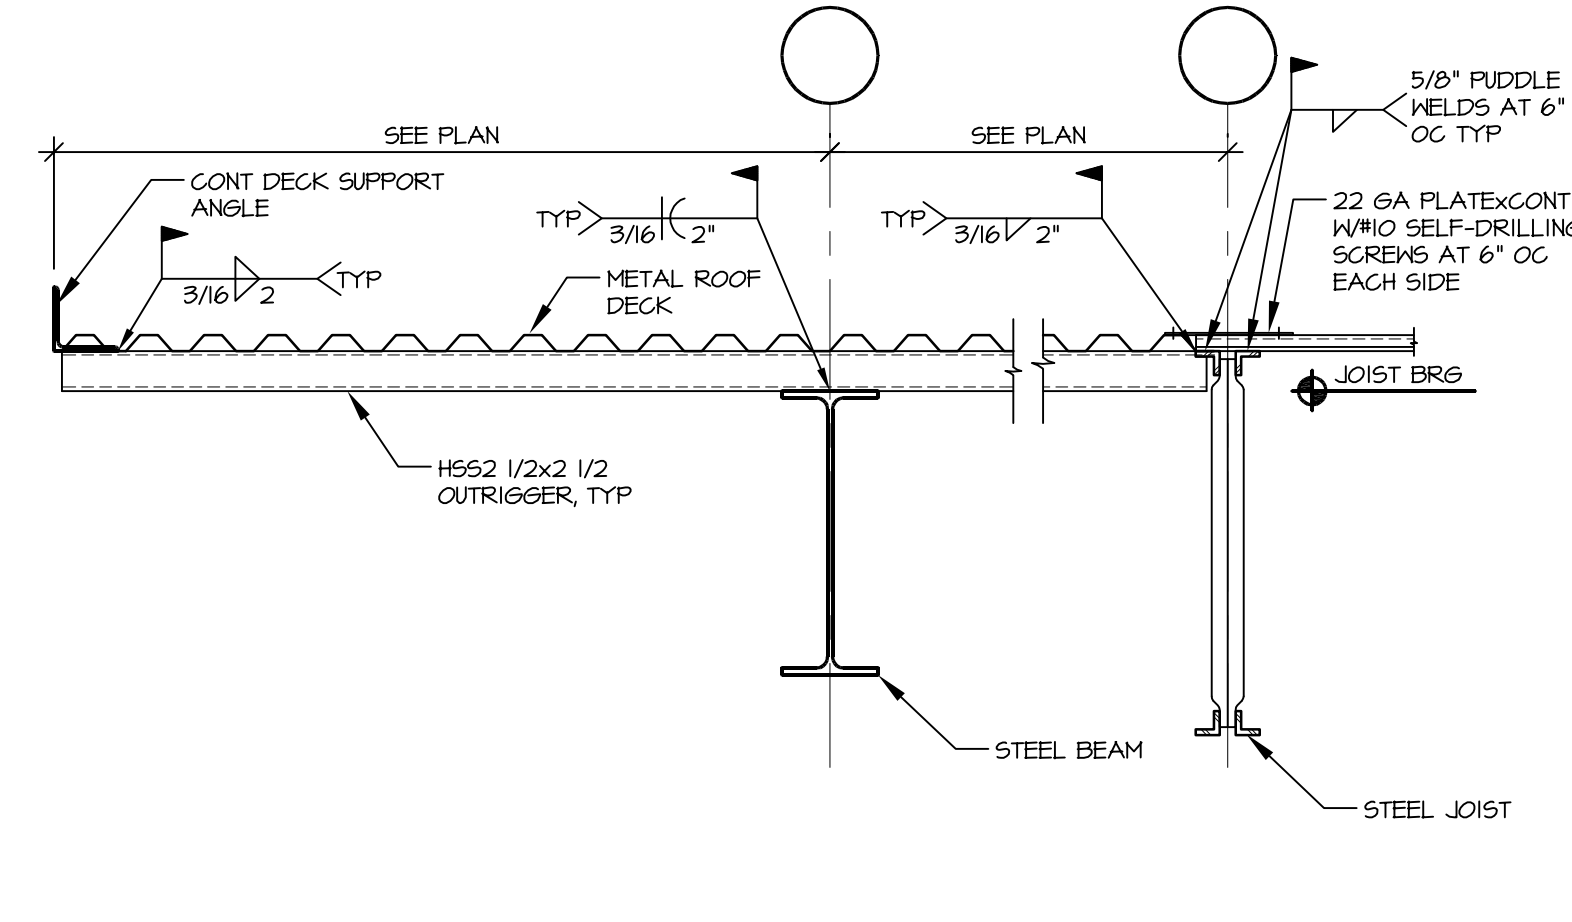 5/8" PUDDLE
WELDS AT 6"
OC TYP
SEE PLAN
SEE PLAN
CONT DECK SUPPORT
ANGLE
22 GA PLATExCONT
W/#10 SELF-DRILLING
SCREWS AT 6" OC
EACH SIDE
TYP
3/16 2"
TYP
3/16 2"
3/16 2
TYP
METAL ROOF
DECK
JOIST BRG
HSS2 1/2x2 1/2
OUTRIGGER, TYP
STEEL BEAM
STEEL JOIST